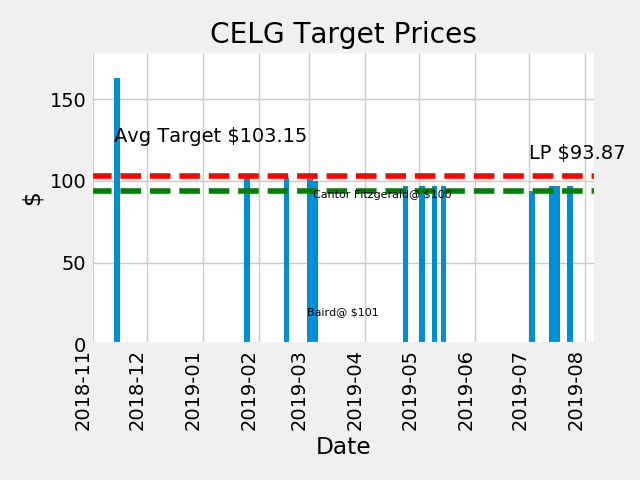 CELG Target Prices
$
150
100
50
0
Avg Target $103.15
LP $93.87
Cantor Fitzgerald@ $100
Baird@ $101
2018-11
2018-12
2019-01
2019-02
2019-03
2019-04
2019-05
2019-06
2019-07
2019-08
Date